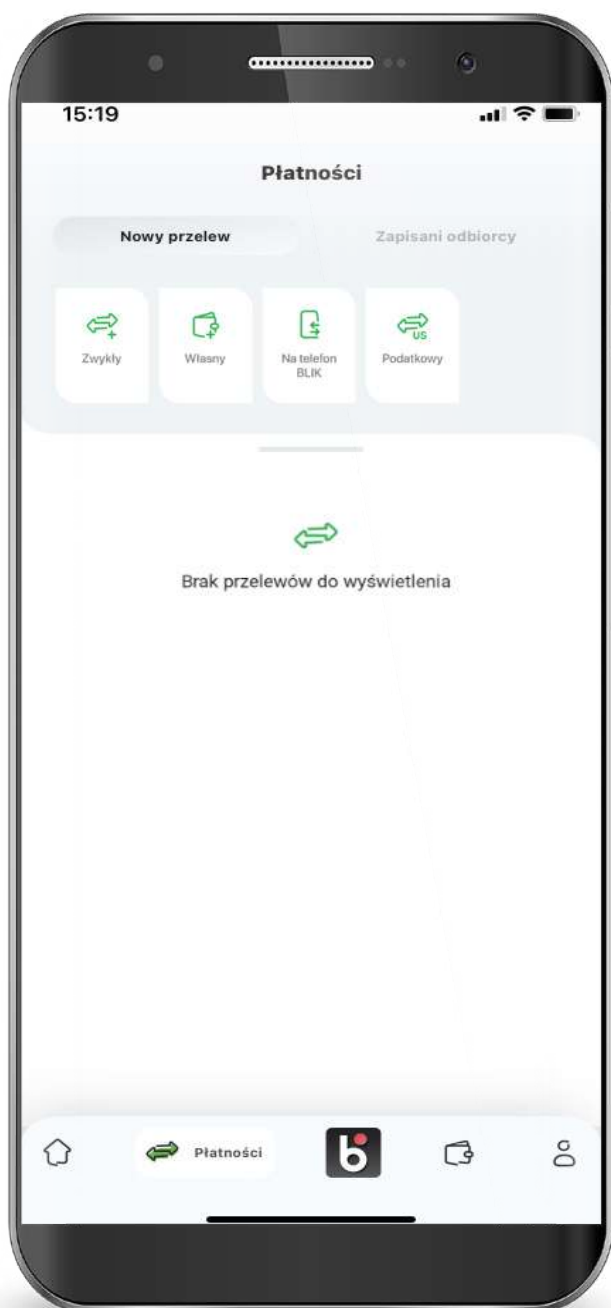 15:19
Płatności
Nowy przelew
Zapisani odbiorcy
Zwykły
Własny
Na telefon
BLIK
US
Podatkowy
Brak przelewów do wyświetlenia
Płatności
b